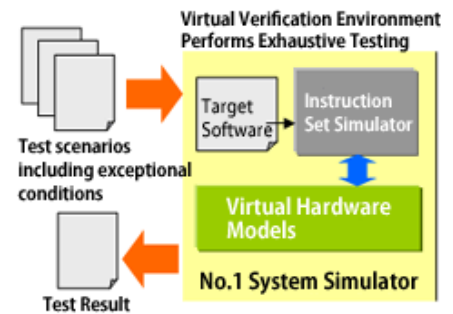 Virtual Verification Environment
Performs Exhaustive Testing
Target
Software
Instruction
Set Simulator
Test scenarios
including exceptional
conditions
Virtual Hardware
Models
No.1 System Simulator
Test Result